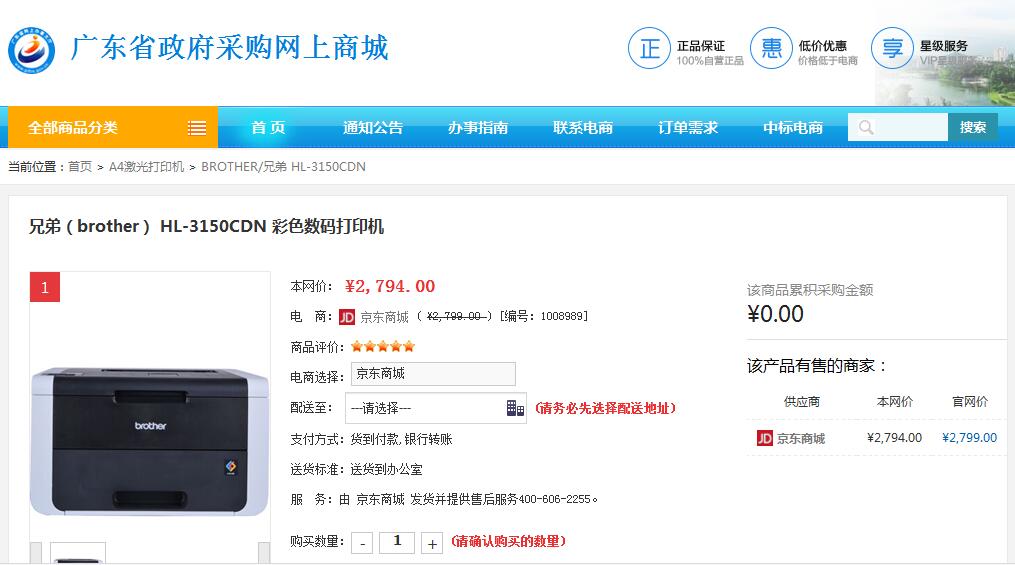 广东省政府采购网上商城
正 正品保证 100%自营正品
惠 低价优惠 价格低于电商
享 星级服务 VIP星级服务
全部商品分类 首 页 通知公告 办事指南 联系电商 订单需求 中标电商 搜索
当前位置：首页 > A4激光打印机 > BROTHER/兄弟 HL-3150CDN
兄弟（brother） HL-3150CDN 彩色数码打印机
1
brother
本网价： ¥2,794.00
电 商： JD 京东商城 （ ¥2,799.00 ）[编号：1008989]
商品评价：
电商选择： 京东商城
配送至： ---请选择--- （请务必先选择配送地址）
支付方式：货到付款,银行转账
送货标准：送货到办公室
服 务：由 京东商城 发货并提供售后服务400-606-2255。
购买数量： - 1 + （请确认购买的数量）
该商品累积采购金额
¥0.00
该产品有售的商家：
供应商 本网价 官网价
JD 京东商城 ¥2,794.00 ¥2,799.00